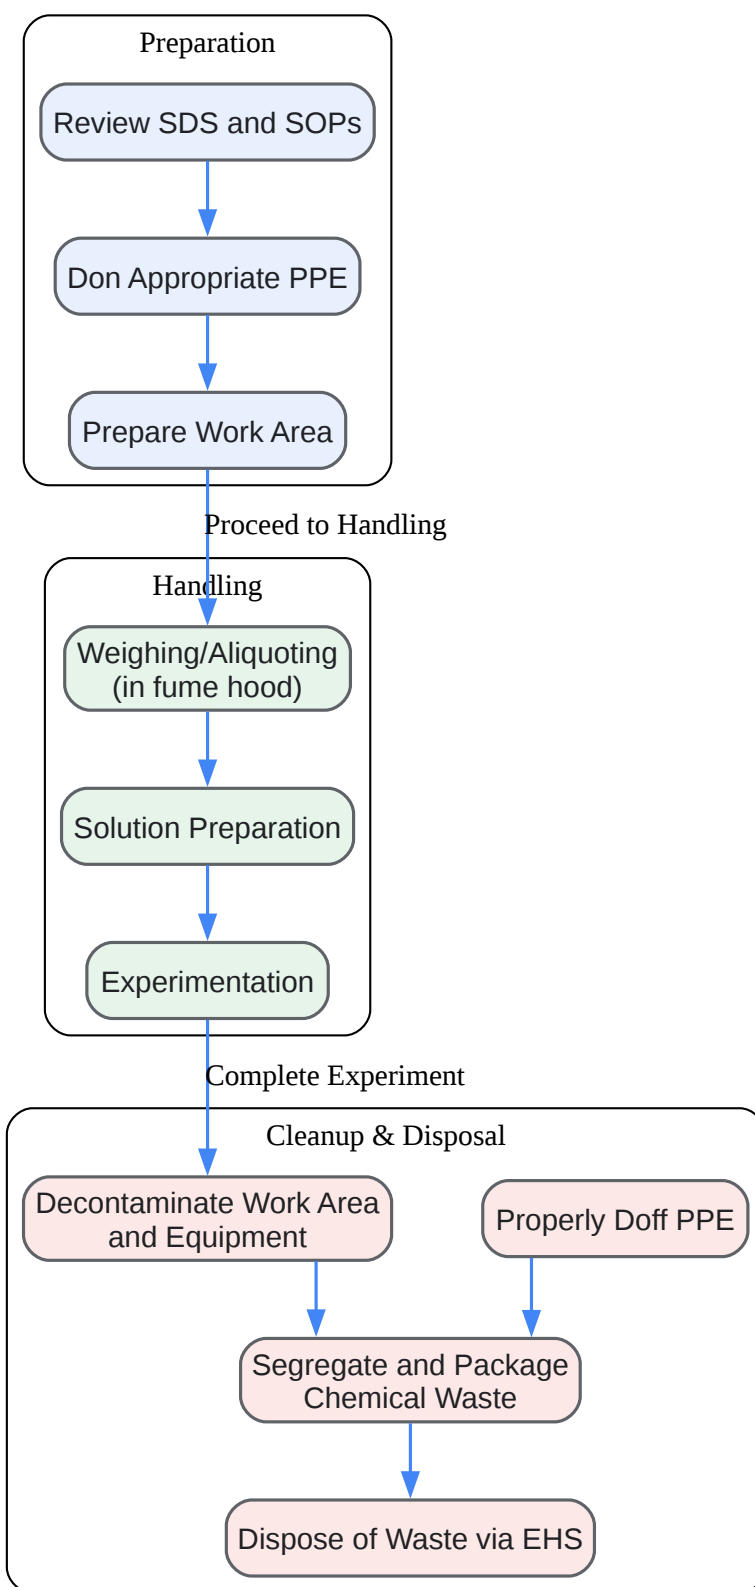 Preparation
Review SDS and SOPs
Don Appropriate PPE
Prepare Work Area
Proceed to Handling
Handling
Weighing/Aliquoting
(in fume hood)
Solution Preparation
Experimentation
Complete Experiment
Cleanup & Disposal
Decontaminate Work Area
and Equipment
Properly Doff PPE
Segregate and Package
Chemical Waste
Dispose of Waste via EHS